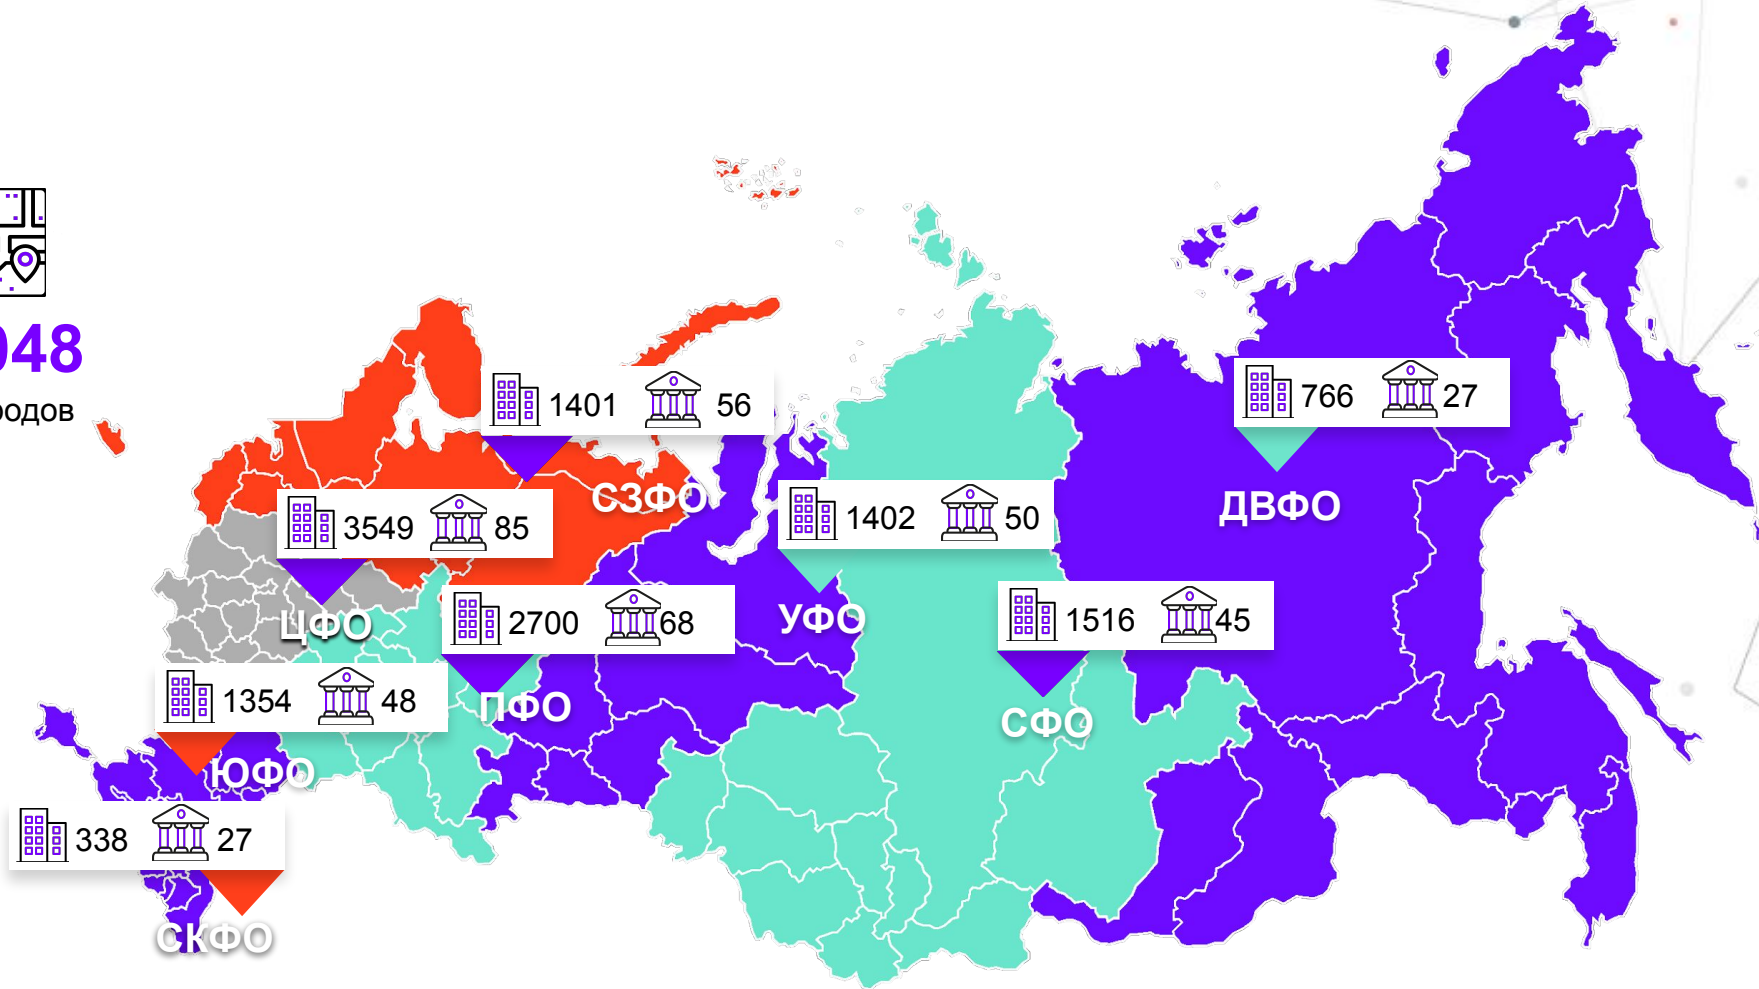 048
родов
1401 56
СЗФО
766 27
ДВФО
3549 85
ЦФО
1402 50
УФО
2700 68
ПФО
1516 45
СФО
1354 48
ЮФО
338 27
СКФО